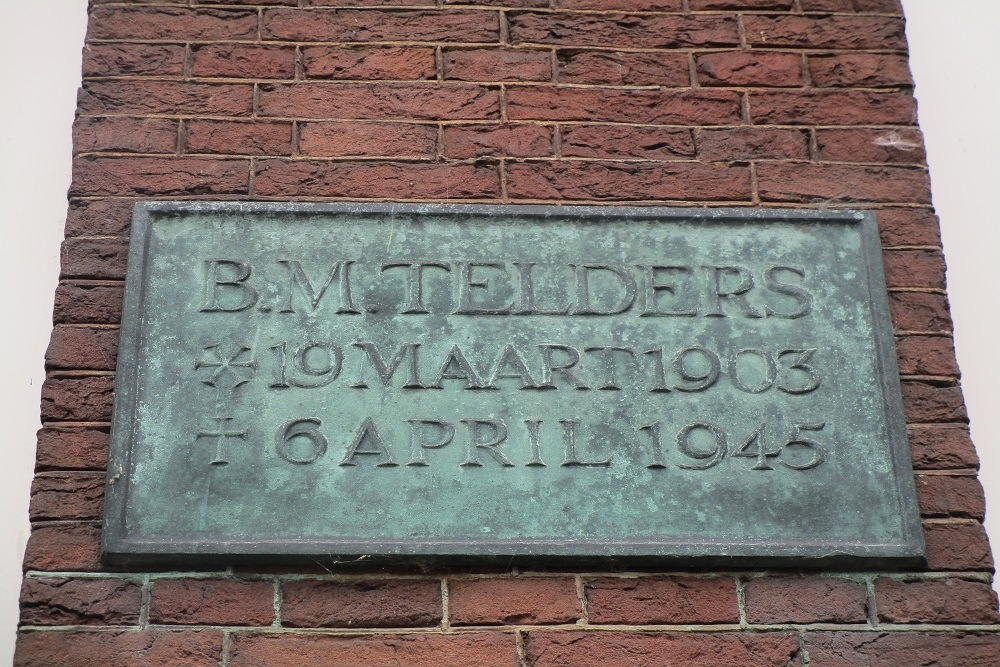 B.M. TELDERS
* 19 MAART 1903
† 6 APRIL 1945